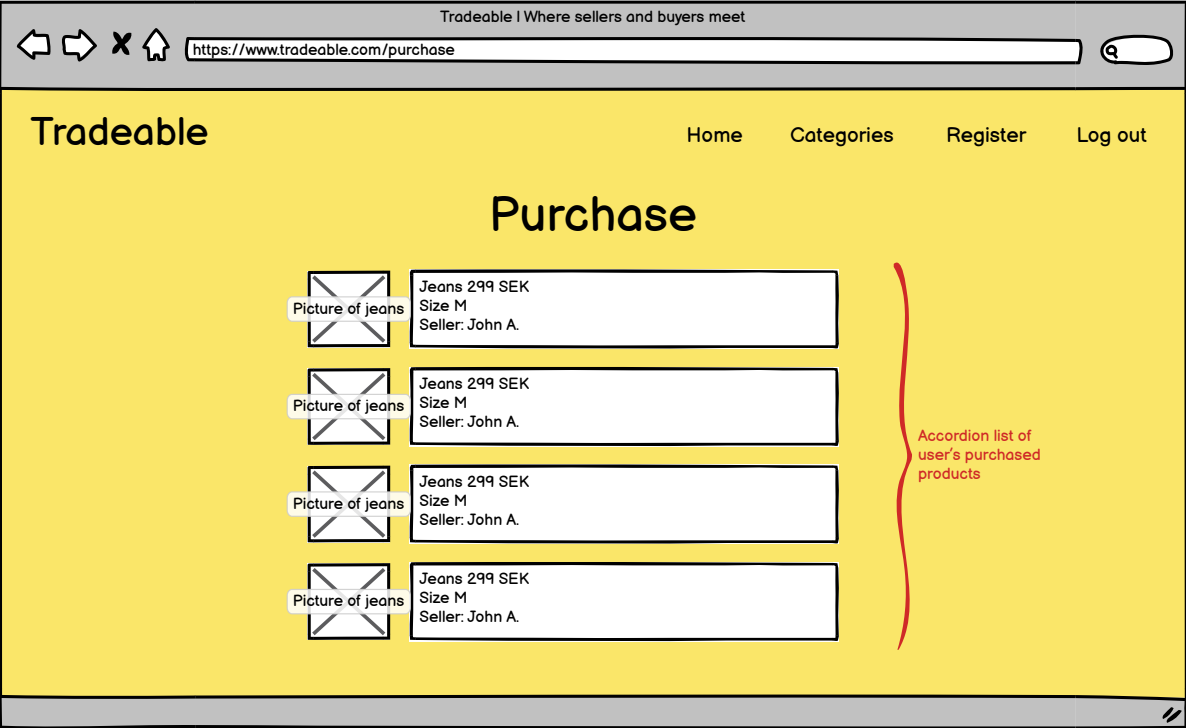 Tradeable | Where sellers and buyers meet
https://www.tradeable.com/purchase
Tradeable
Home
Categories
Register
Log out
Purchase
Picture of jeans
Jeans 299 SEK
Size M
Seller: John A.
Picture of jeans
Jeans 299 SEK
Size M
Seller: John A.
Picture of jeans
Jeans 299 SEK
Size M
Seller: John A.
Picture of jeans
Jeans 299 SEK
Size M
Seller: John A.
Accordion list of
user's purchased
products